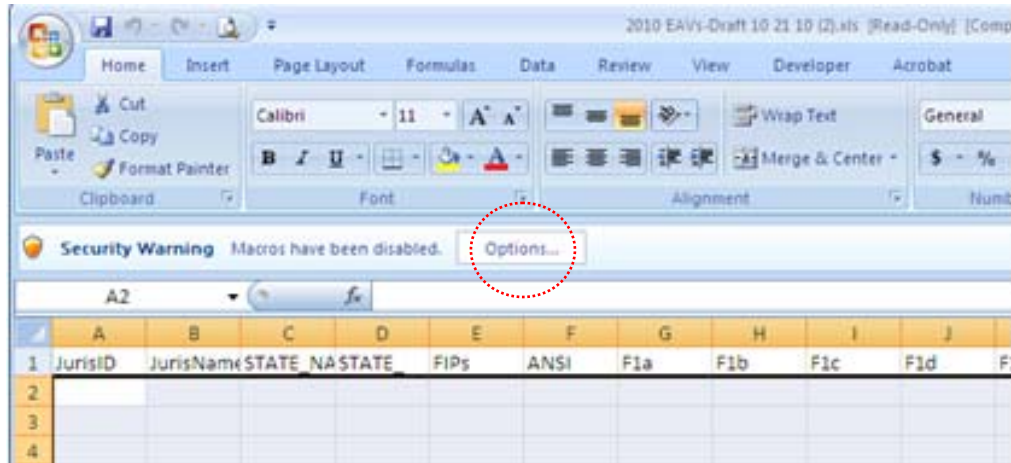 2010 EAVs-Draft 10 21 10 (2).xls [Read-Only] [Comp
Home Insert Page Layout Formulas Data Review View Developer Acrobat
Cut
Copy
Paste
Format Painter
Calibri 11 A A Wrap Text General
B I U A Merge & Center $ %
Clipboard Font Alignment Numb
Security Warning Macros have been disabled. Options...
A2 fx
A B C D E F G H I J
1 JurisID JurisName STATE_NA STATE_ FIPs ANSI F1a F1b F1c F1d F
2
3
4